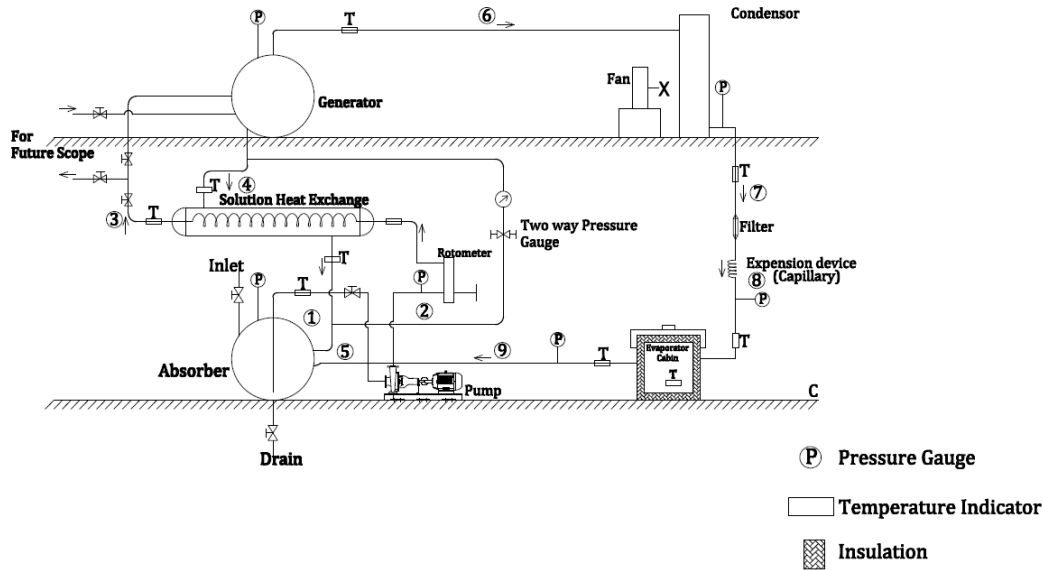 T
6
Condensor
P
Fan
X
P
Generator
For
Future Scope
T
T
4
7
Solution Heat Exchange
3
T
Filter
Two way Pressure
Gauge
Rotometer
T
Inlet
Expension device
(Capillary)
P
T
P
8
1
2
P
5
9
P
T
T
Evaporator
Cabin
T
Absorber
Pump
C
Drain
P Pressure Gauge
Temperature Indicator
Insulation